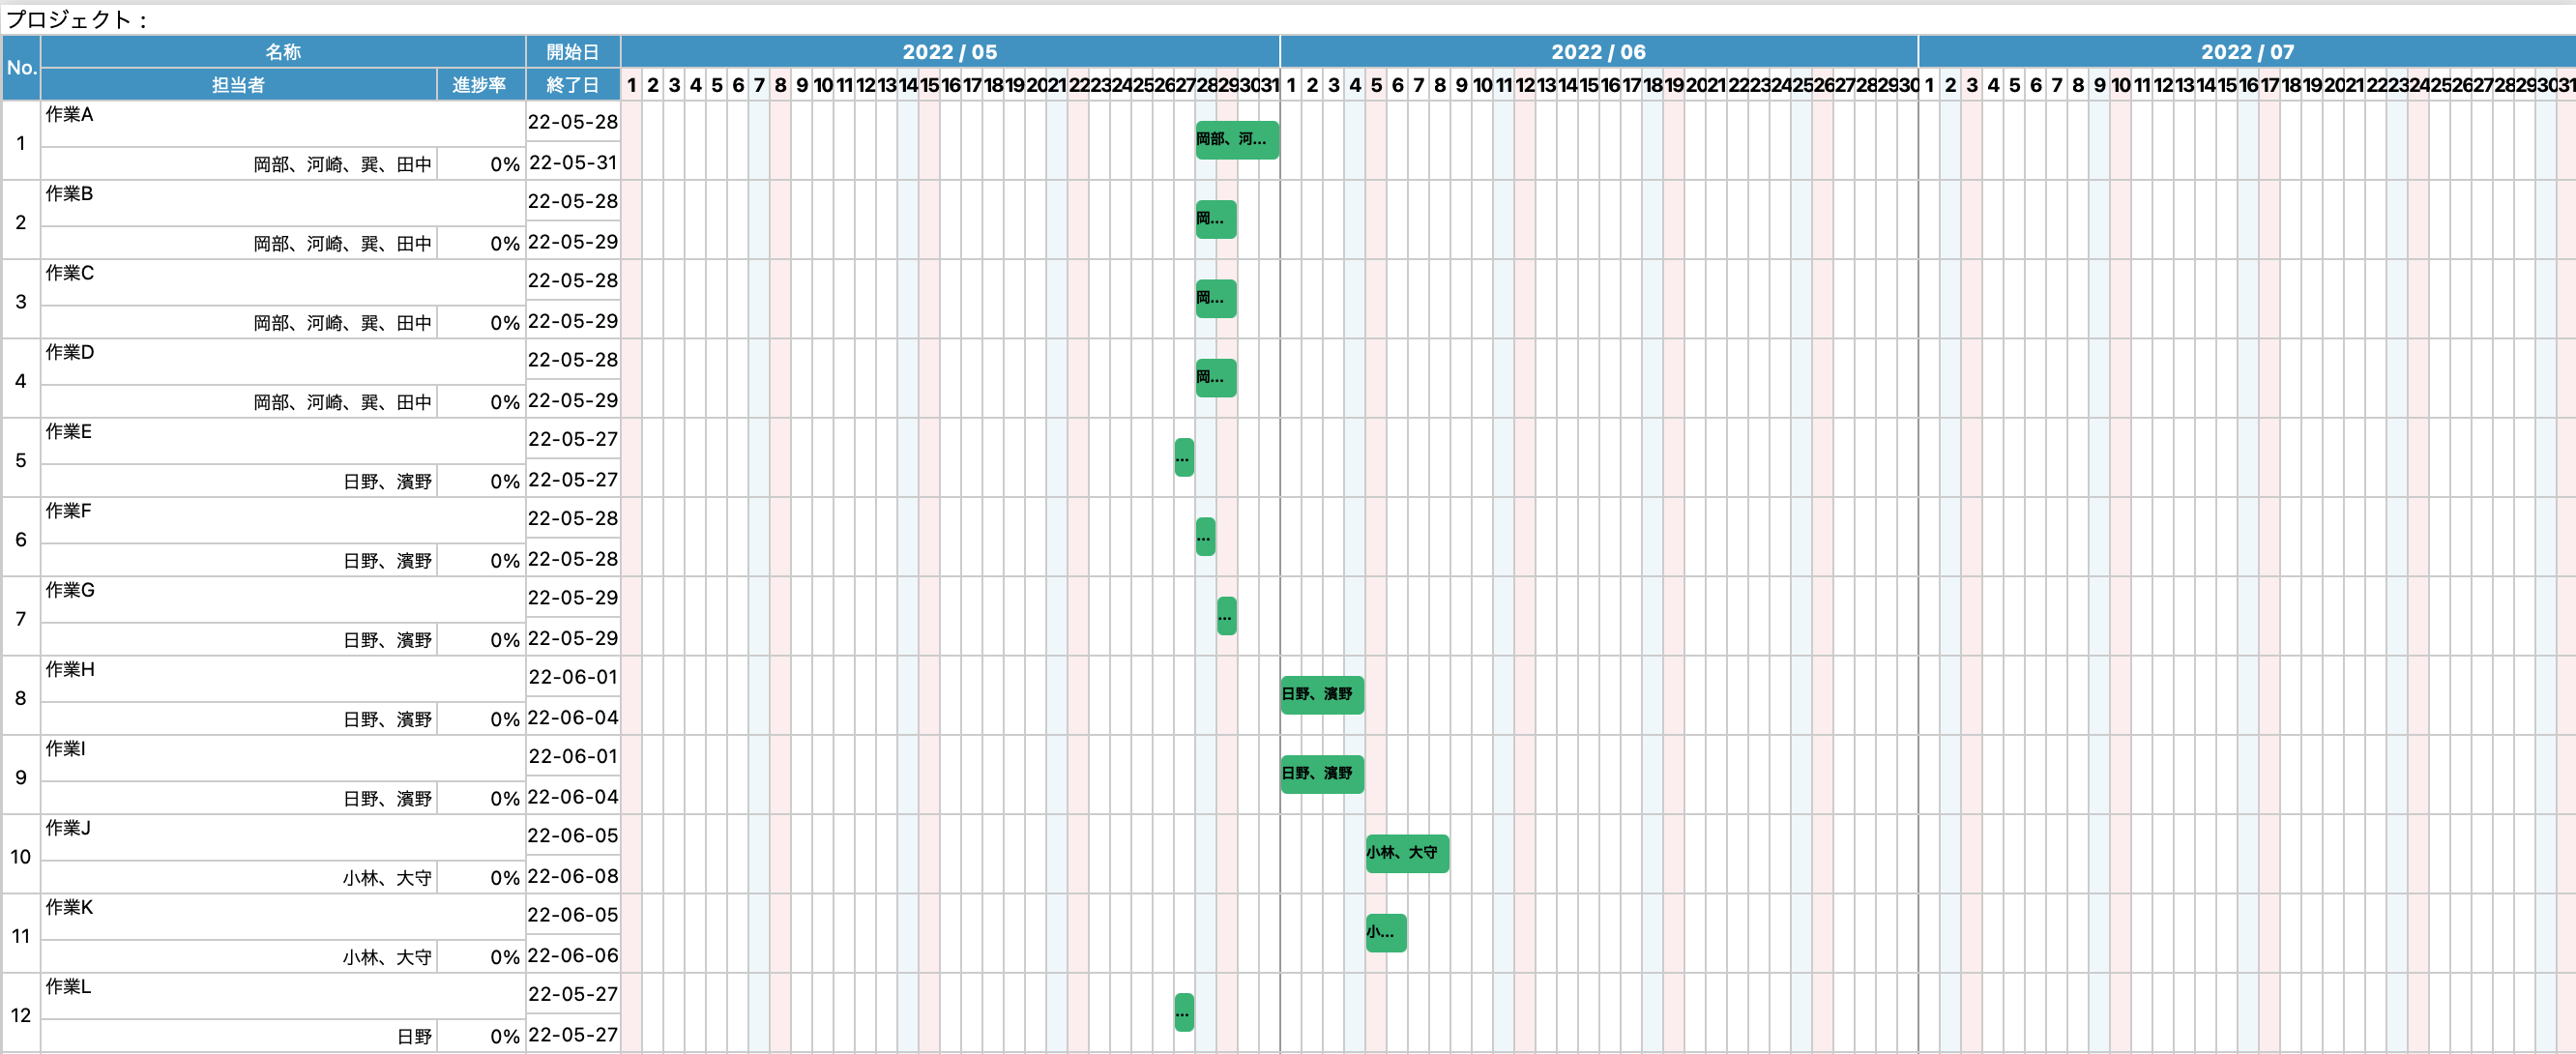 プロジェクト：
No. 名称 開始日 2022 / 05 2022 / 06 2022 / 07
担当者 進捗率 終了日 1 2 3 4 5 6 7 8 9 10 11 12 13 14 15 16 17 18 19 20 21 22 23 24 25 26 27 28 29 30 31 1 2 3 4 5 6 7 8 9 10 11 12 13 14 15 16 17 18 19 20 21 22 23 24 25 26 27 28 29 30 1 2 3 4 5 6 7 8 9 10 11 12 13 14 15 16 17 18 19 20 21 22 23 24 25 26 27 28 29 30 31
作業A 22-05-28
1 岡部、河...
岡部、河崎、巽、田中 0% 22-05-31
作業B 22-05-28
2 岡...
岡部、河崎、巽、田中 0% 22-05-29
作業C 22-05-28
3 岡...
岡部、河崎、巽、田中 0% 22-05-29
作業D 22-05-28
4 岡...
岡部、河崎、巽、田中 0% 22-05-29
作業E 22-05-27
5 ...
日野、濱野 0% 22-05-27
作業F 22-05-28
6 ...
日野、濱野 0% 22-05-28
作業G 22-05-29
7 ...
日野、濱野 0% 22-05-29
作業H 22-06-01
8 日野、濱野
日野、濱野 0% 22-06-04
作業I 22-06-01
9 日野、濱野
日野、濱野 0% 22-06-04
作業J 22-06-05
10 小林、大守
小林、大守 0% 22-06-08
作業K 22-06-05
11 小...
小林、大守 0% 22-06-06
作業L 22-05-27
12 ...
日野 0% 22-05-27